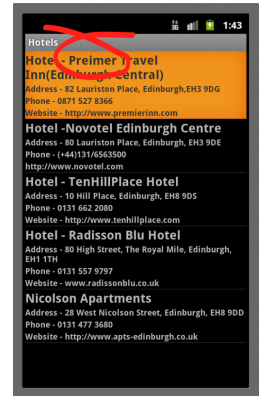 3G 1:43
Hotels
Hotel - Preimer Travel
Inn(Edinburgh Central)
Address - 82 Lauriston Place, Edinburgh,EH3 9DG
Phone - 0871 527 8366
Website - http://www.premierinn.com
Hotel -Novotel Edinburgh Centre
Address - 80 Lauriston Place, Edinburgh, EH3 9DE
Phone - (+44)131/6563500
http://www.novotel.com
Hotel - TenHillPlace Hotel
Address - 10 Hill Place, Edinburgh, EH8 9DS
Phone - 0131 662 2080
Website - http://www.tenhillplace.com
Hotel - Radisson Blu Hotel
Address - 80 High Street, The Royal Mile, Edinburgh,
EH1 1TH
Phone - 0131 557 9797
Website - www.radissonblu.co.uk
Nicolson Apartments
Address - 28 West Nicolson Street, Edinburgh, EH8 9DD
Phone - 0131 477 3680
Website - http://www.apts-edinburgh.co.uk